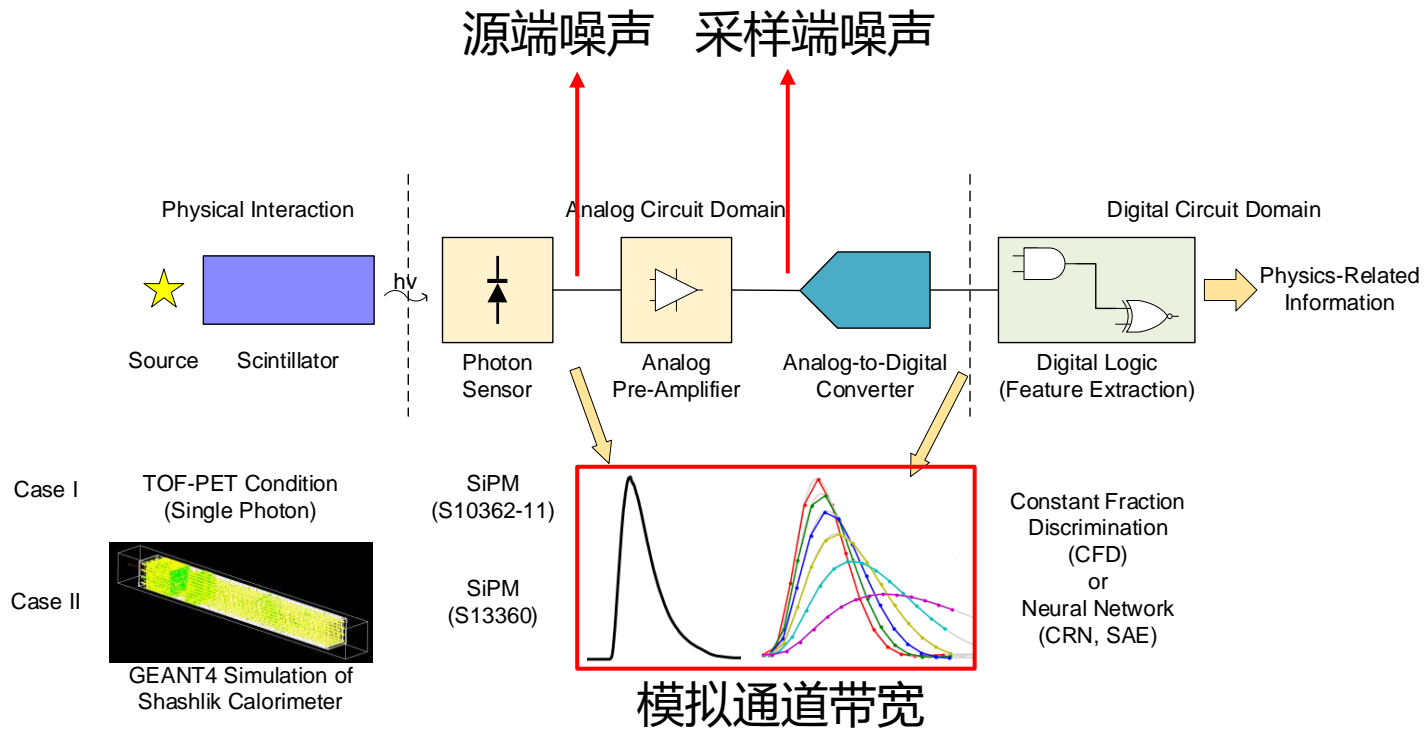 源端噪声 采样端噪声
Physical Interaction
Analog Circuit Domain
Digital Circuit Domain
hv
Physics-Related
Information
Source
Scintillator
Photon
Sensor
Analog
Pre-Amplifier
Analog-to-Digital
Converter
Digital Logic
(Feature Extraction)
Case I
TOF-PET Condition
(Single Photon)
SiPM
(S10362-11)
Constant Fraction
Discrimination
(CFD)
or
Neural Network
(CRN, SAE)
Case II
SiPM
(S13360)
GEANT4 Simulation of
Shashlik Calorimeter
模拟通道带宽